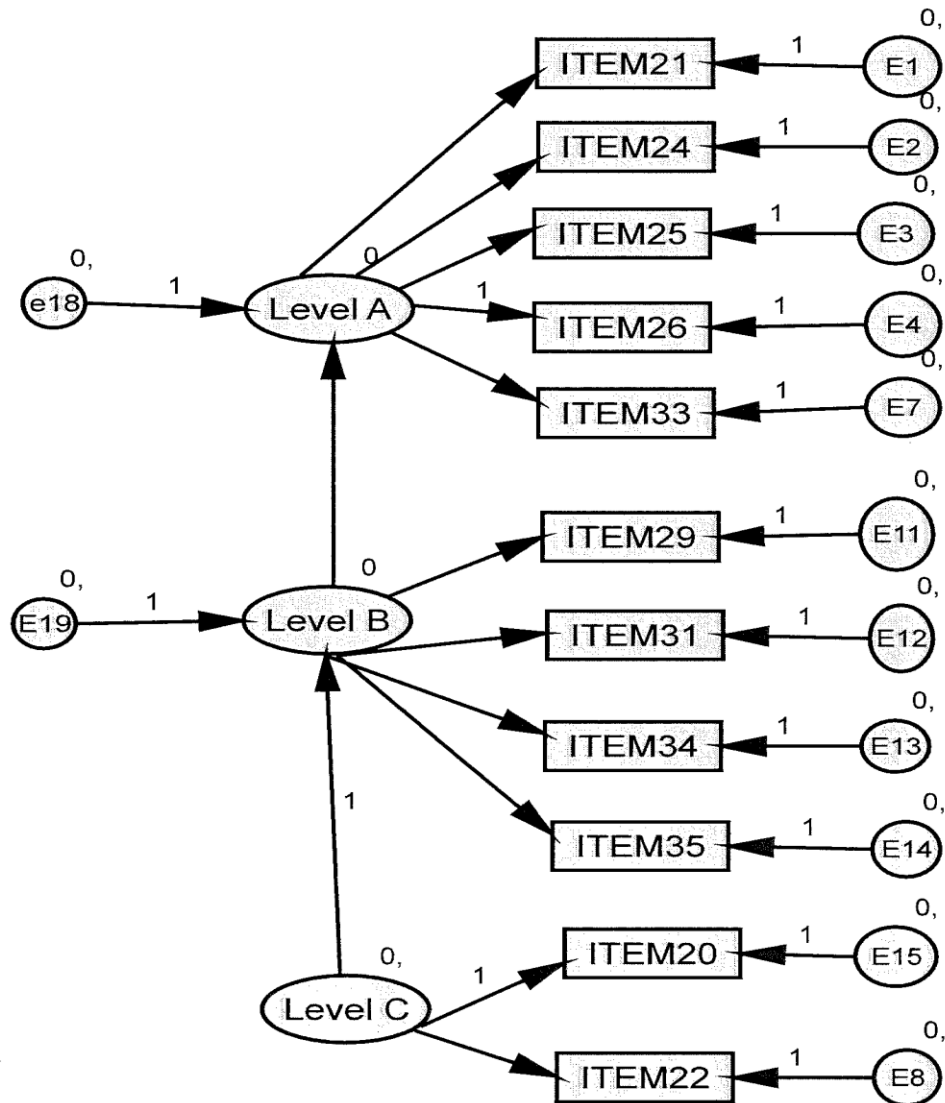 0,
ITEM21 1 E1
0,
ITEM24 1 E2
0,
ITEM25 1 E3
0, 1 e18
0
Level A
1
ITEM26 1 0, E4
0,
ITEM33 1 E7
0,
ITEM29 1 E11
0, 1 E19
0
Level B
0,
ITEM31 1 E12
0,
ITEM34 1 E13
1
0,
ITEM35 1 E14
0,
Level C
1
ITEM20 1 0, E15
0,
ITEM22 1 E8